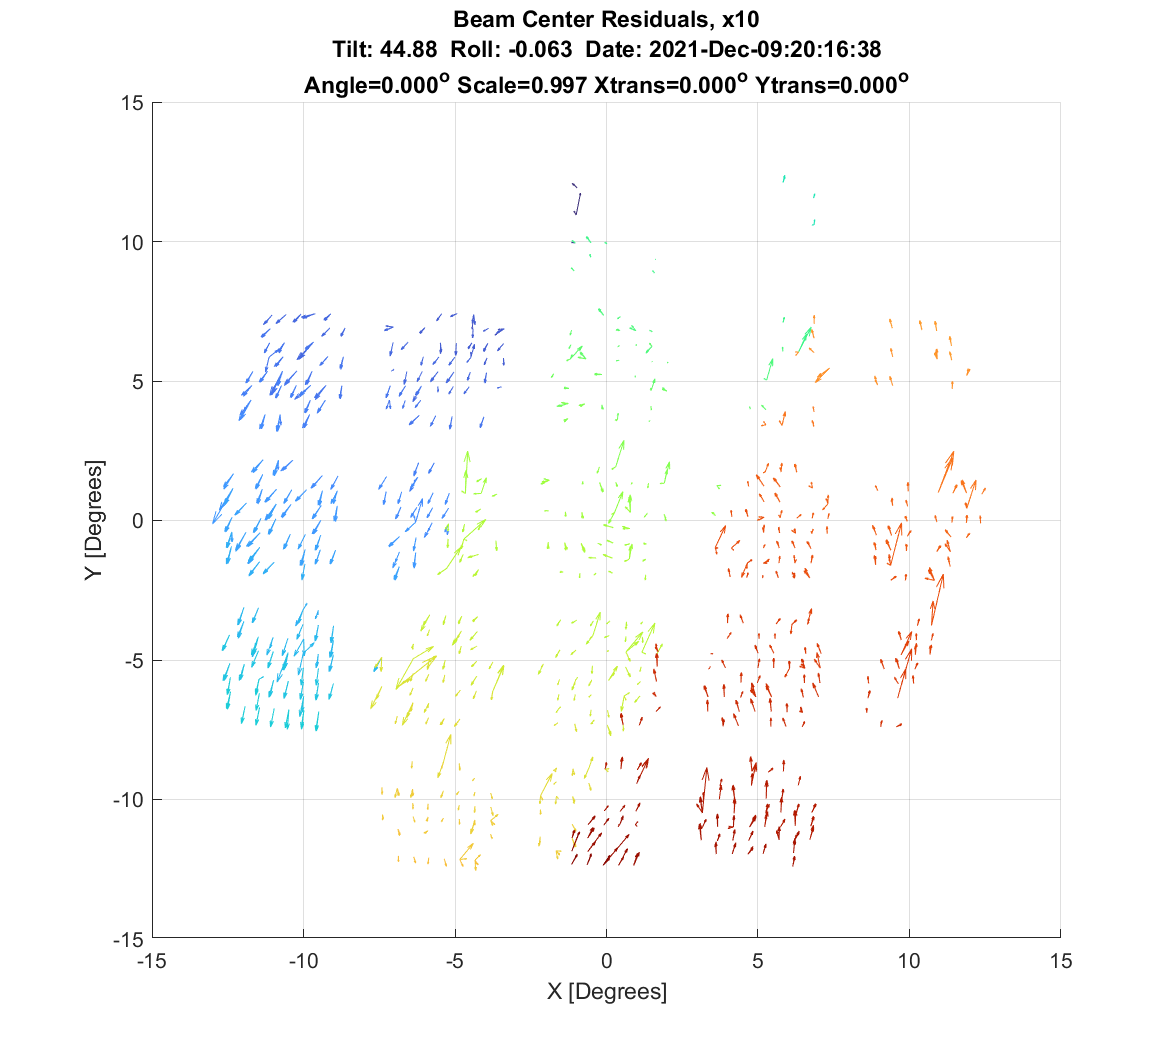 Beam Center Residuals, x10
Tilt: 44.88 Roll: -0.063 Date: 2021-Dec-09:20:16:38
Angle=0.000° Scale=0.997 Xtrans=0.000° Ytrans=0.000°
15
10
5
0
-5
-10
-15
Y [Degrees]
-15 -10 -5 0 5 10 15
X [Degrees]